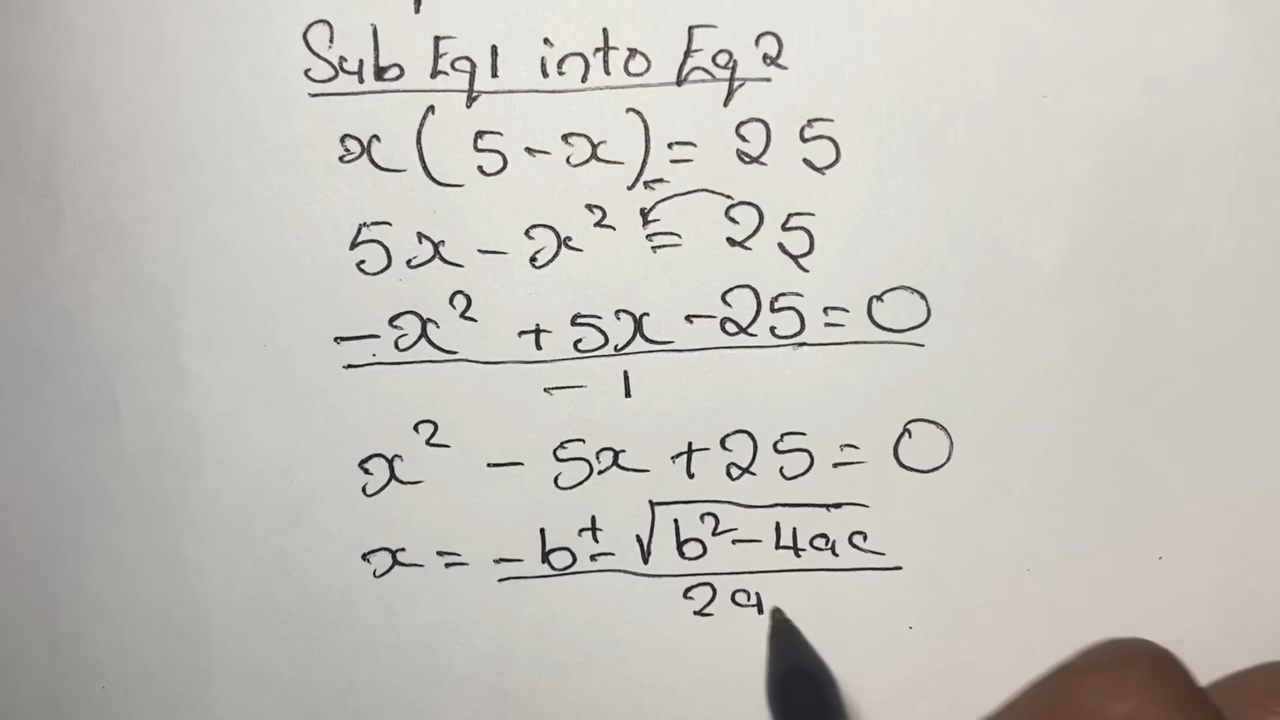 Sub Eq1 into Eq2
x(5-x) = 25
5x - x² = 25
-x² + 5x - 25 = 0
-1
x² - 5x + 25 = 0
x = -b ± √b² - 4ac
2a